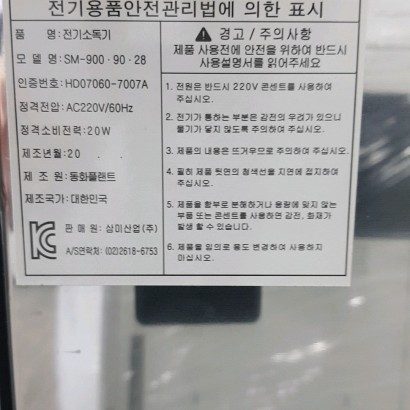 전기용품안전관리법에 의한 표시
품 명 : 전기소독기
모 델 명 : SM-900·90·28
인증번호 : HD07060-7007A
정격전압 : AC220V/60Hz
정격소비전력 : 20W
제조년월 : 20 .
제 조 원 : 동화플랜트
제조국가 : 대한민국
판 매 원 : 삼미산업(주)
A/S연락처: (02)2618-6753
경고 / 주의사항
제품 사용전에 안전을 위하여 반드시
사용설명서를 읽어주세요
1. 전원은 반드시 220V 콘센트를 사용하여
주십시오.
2. 전기가 통하는 부분은 감전의 우려가 있으니
물기가 닿지 않도록 주의하여 주십시오.
3. 제품의 내용은 뜨거우므로 주의하여 주십시오.
4. 필히 제품 뒷면의 청색선을 지면에 접지하여
주십시오.
5. 제품을 함부로 분해하거나 용량에 맞지 않는
부품 또는 콘센트를 사용하면 감전, 화재가
발생 할 수 있습니다.
6. 제품을 임의로 용도 변경하여 사용하지
마십시오.